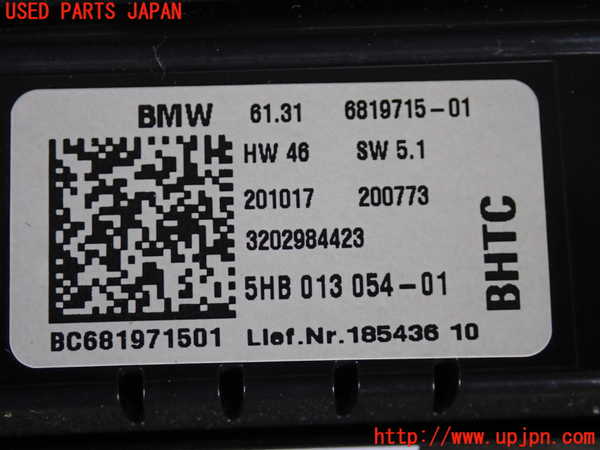 USED PARTS JAPAN
BMW 61.31 6819715-01
HW 46 SW 5.1
201017 200773
3202984423
5HB 013 054-01
BC681971501 Lief.Nr.185436 10
BHTC
http://www.upjpn.com/